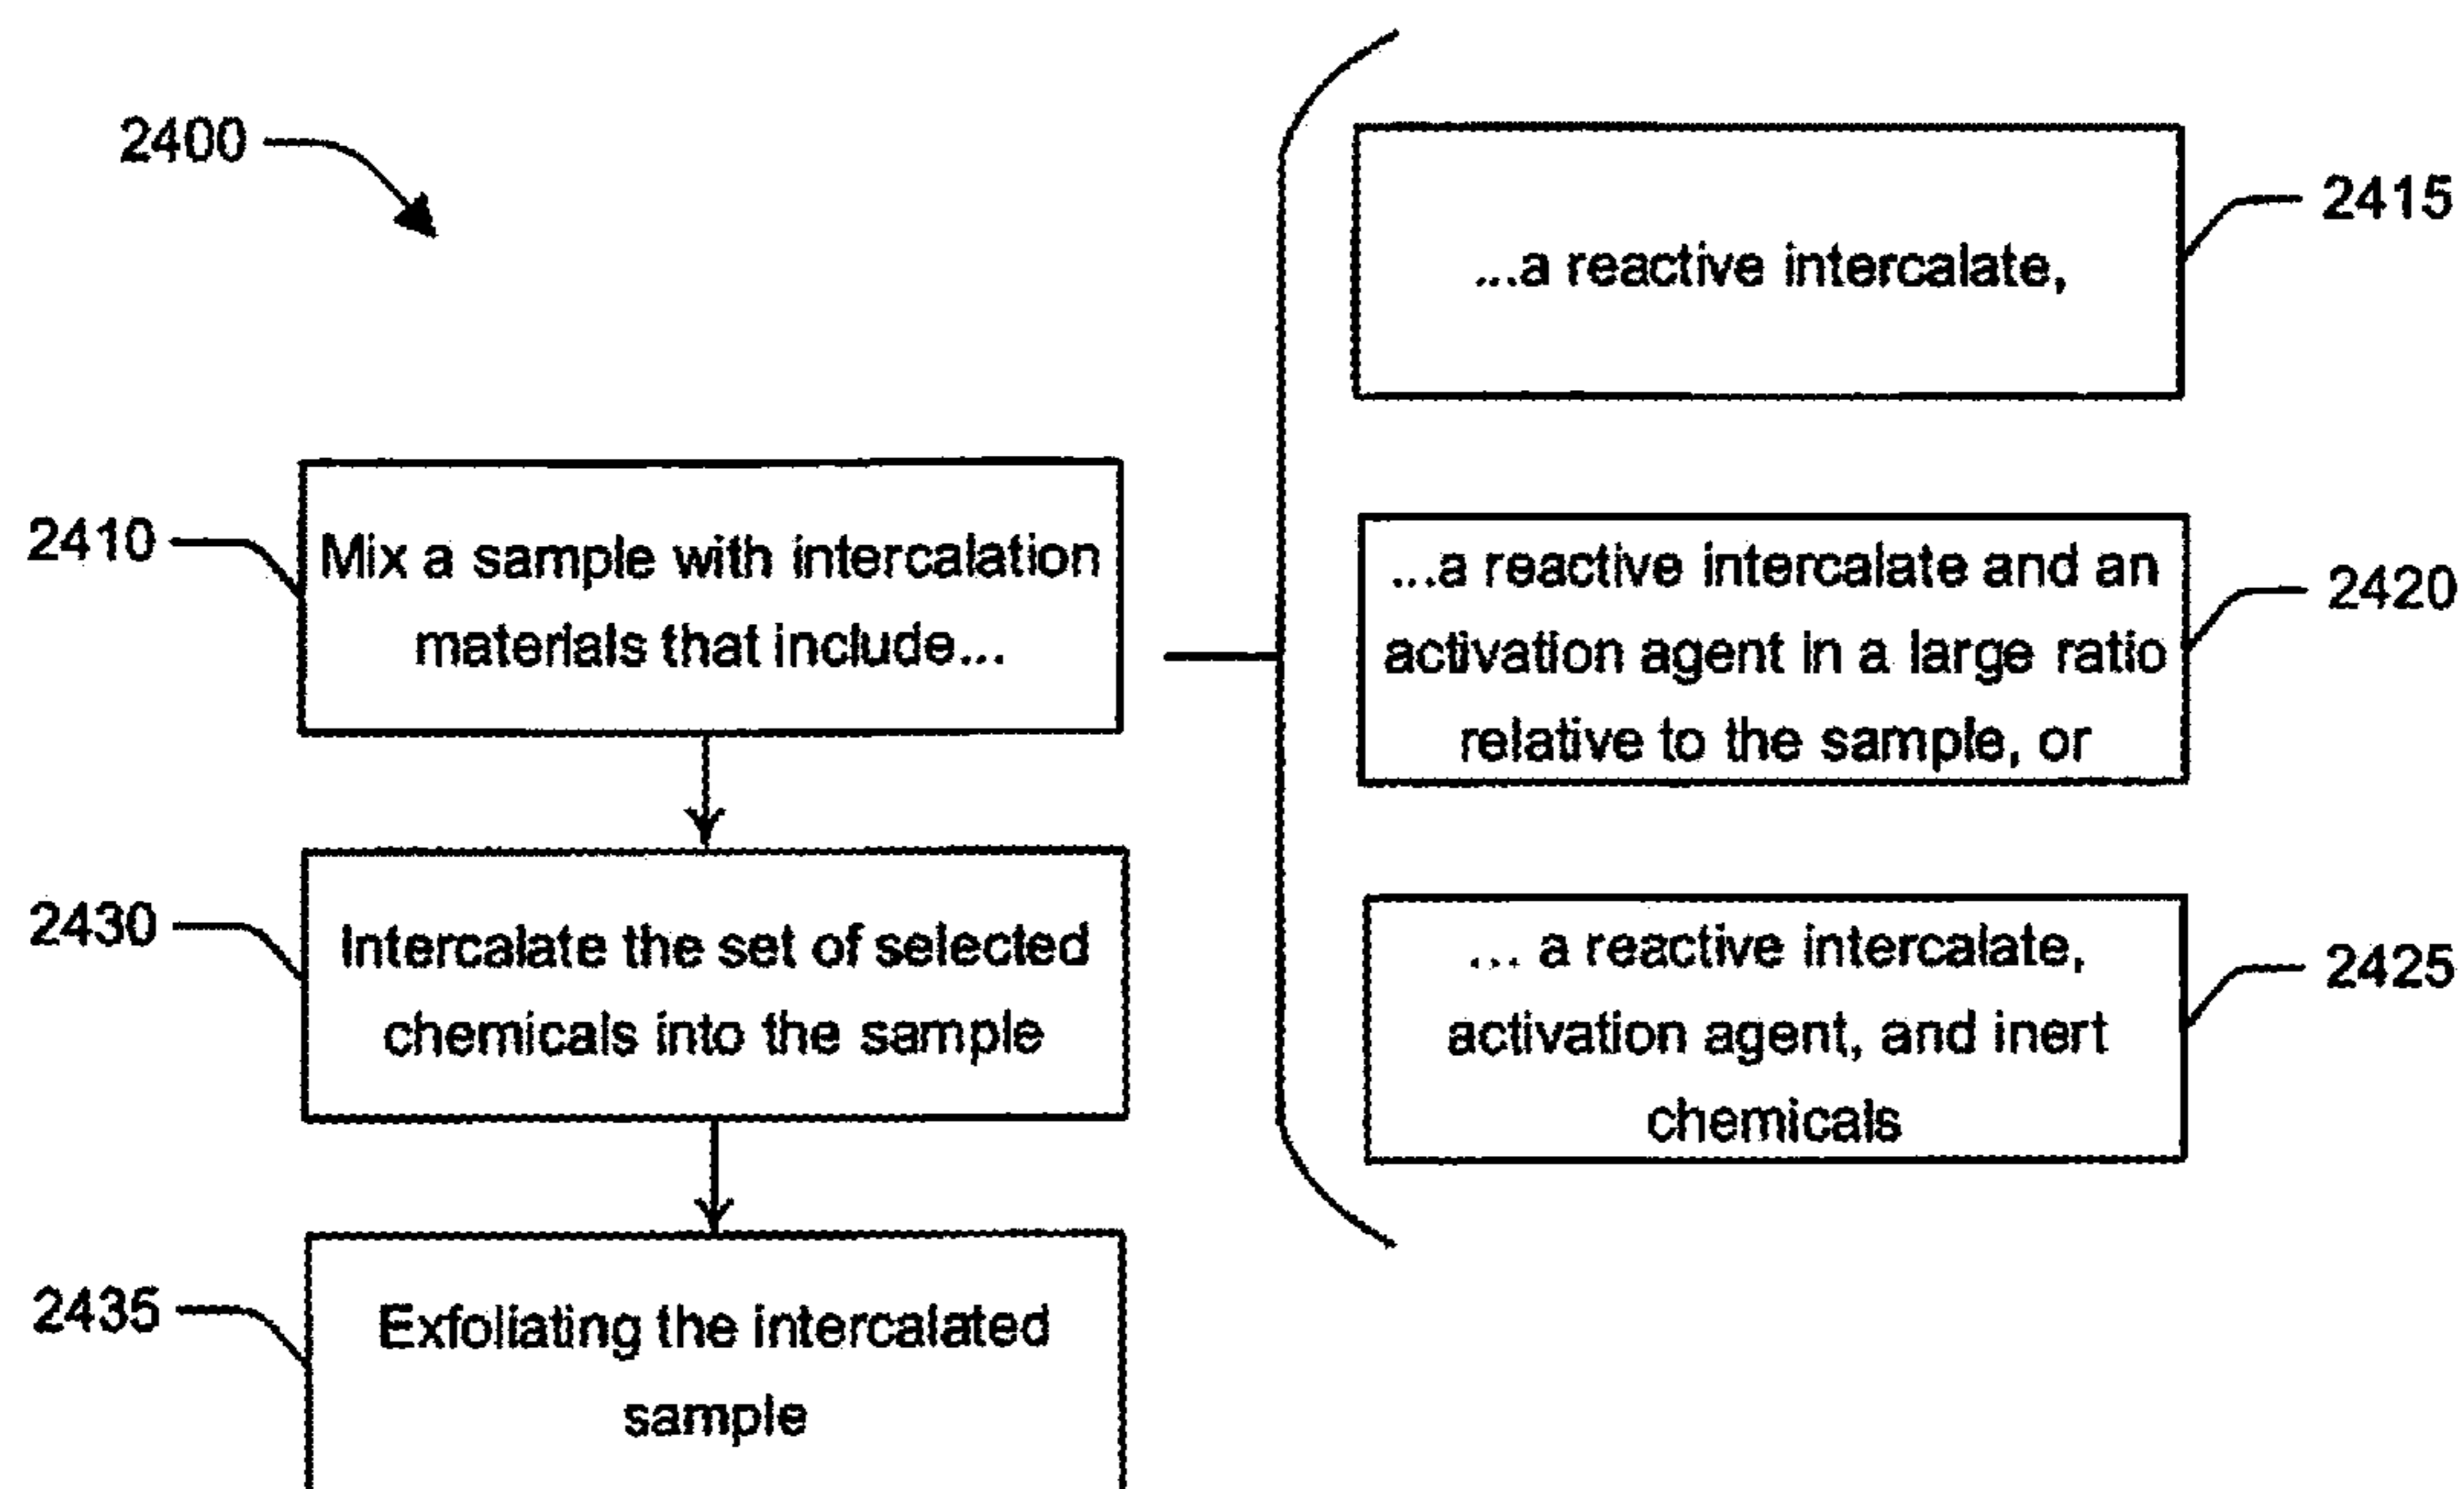 2400
2410
Mix a sample with intercalation
materials that include...
...a reactive intercalate,
2415
...a reactive intercalate and an
activation agent in a large ratio
relative to the sample, or
2420
... a reactive intercalate,
activation agent, and inert
chemicals
2425
2430
Intercalate the set of selected
chemicals into the sample
2435
Exfoliating the intercalated
sample